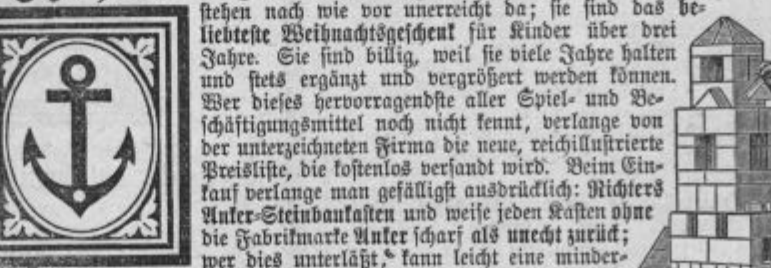 stehen nach wie vor unerreicht da; sie sind das be-
liebteste Weihnachtsgeschenk für Kinder über drei
Jahre. Sie sind billig, weil sie viele Jahre halten
und stets ergänzt und vergrößert werden können.
Wer dieses hervorragendste aller Spiel- und Be-
schäftigungsmittel noch nicht kennt, verlange von
der unterzeichneten Firma die neue, reichillustrierte
Preisliste, die kostenlos versandt wird. Beim Ein-
kauf verlange man gefälligst ausdrücklich: Richters
Anker-Steinbaukasten und weise jeden Kasten ohne
die Fabrikmarke Anker scharf als unecht zurück;
wer dies unterläßt, kann leicht eine minder-